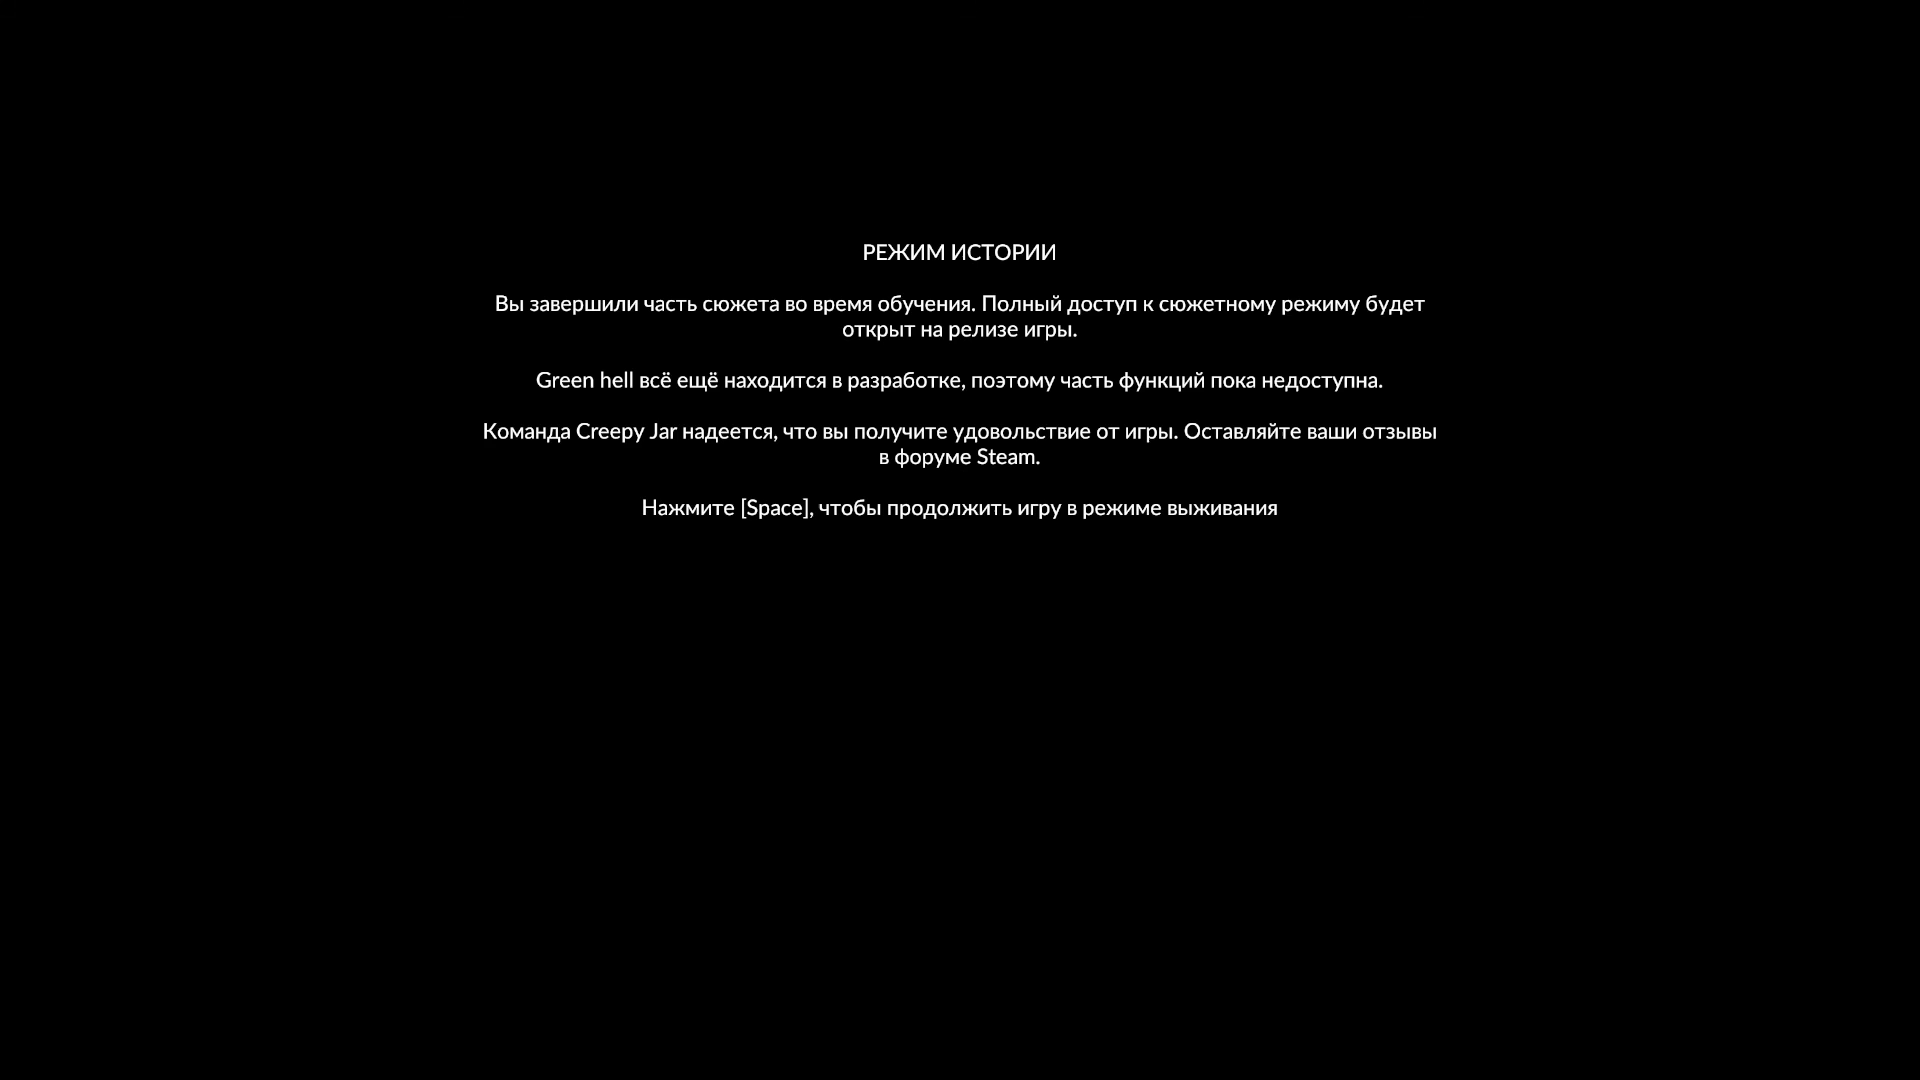 РЕЖИМ ИСТОРИИ
Вы завершили часть сюжета во время обучения. Полный доступ к сюжетному режиму будет
открыт на релизе игры.
Green hell всё ещё находится в разработке, поэтому часть функций пока недоступна.
Команда Creepy Jar надеется, что вы получите удовольствие от игры. Оставляйте ваши отзывы
в форуме Steam.
Нажмите [Space], чтобы продолжить игру в режиме выживания